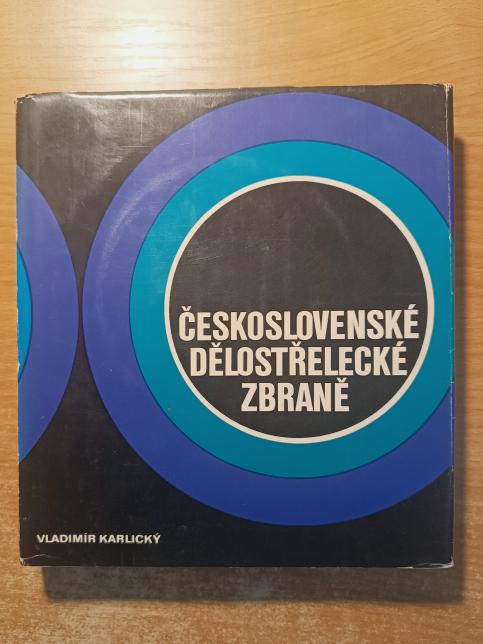 ČESKOSLOVENSKÉ
DĚLOSTŘELECKÉ
ZBRANĚ
VLADIMÍR KARLICKÝ